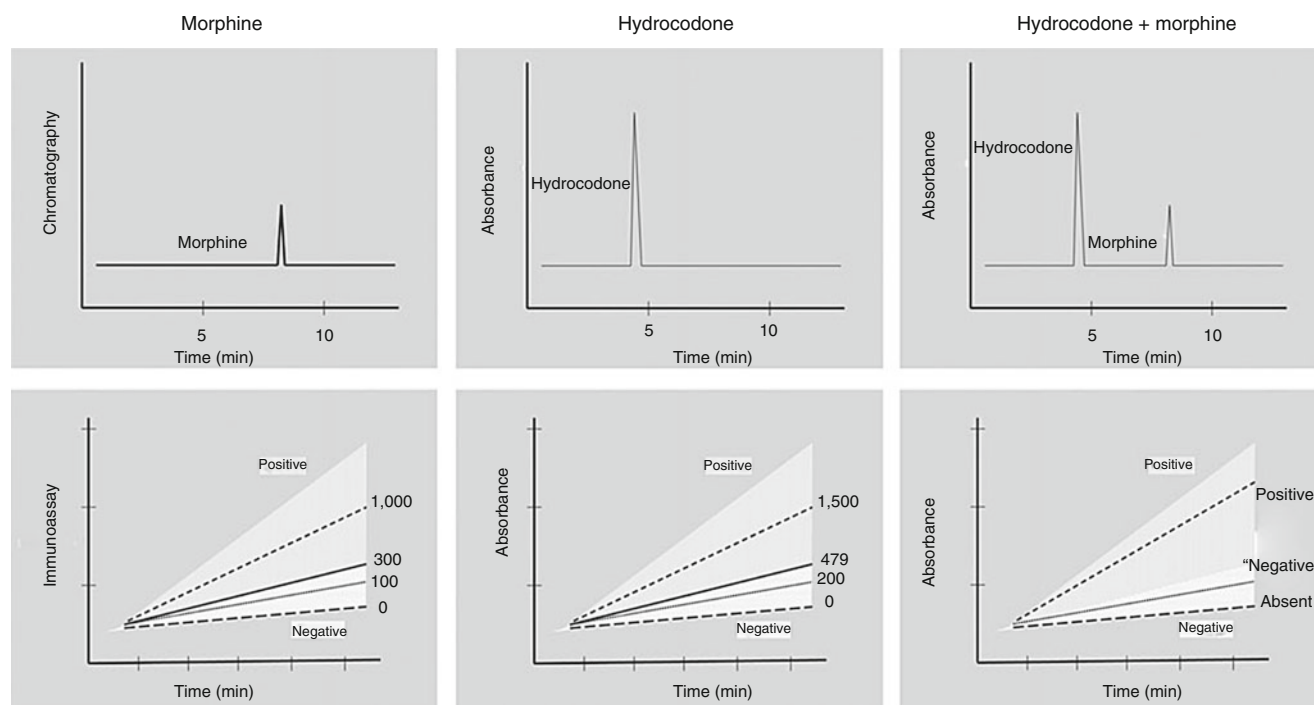 Morphine
Hydrocodone
Hydrocodone + morphine
Chromatography
Morphine
5
10
Time (min)
Absorbance
Hydrocodone
5
10
Time (min)
Absorbance
Hydrocodone
Morphine
5
10
Time (min)
Immunoassay
Positive
1,000
300
100
0
Negative
Time (min)
Absorbance
Positive
1,500
479
200
0
Negative
Time (min)
Absorbance
Positive
Positive
“Negative
Absent
Negative
Time (min)